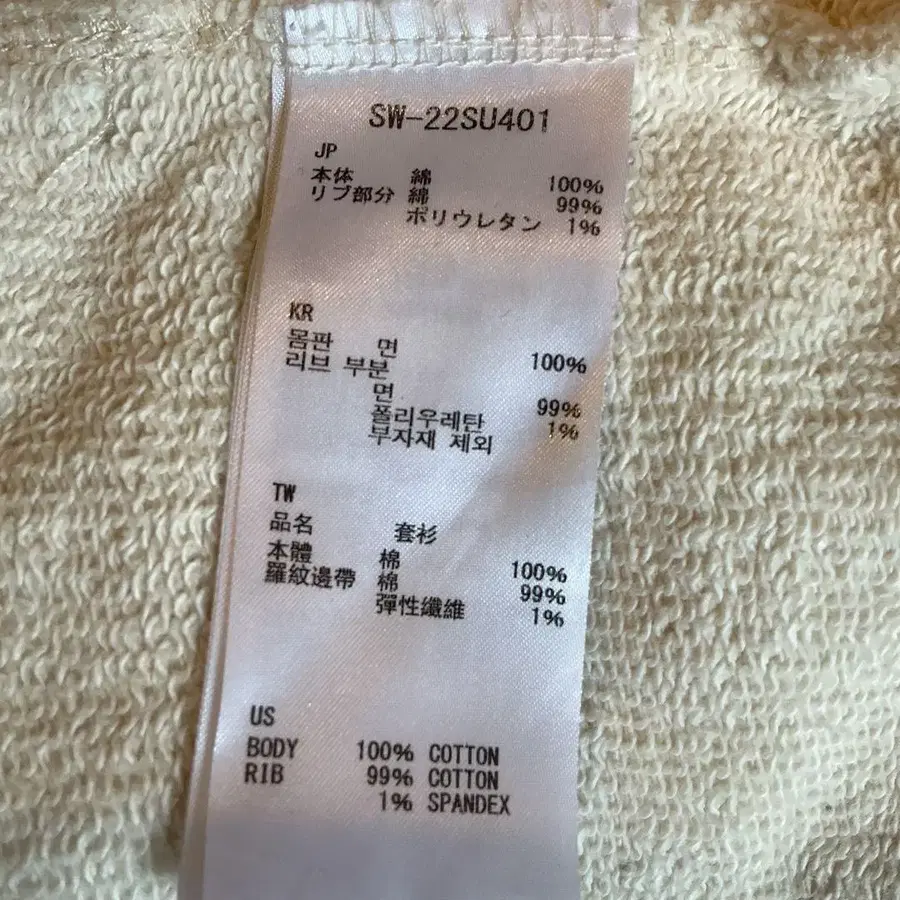 SW-22SU401
JP
本体 綿 100%
リブ部分 綿 99%
ポリウレタン 1%
KR
몸판 면 100%
리브 부분
면 99%
폴리우레탄 1%
부자재 제외
TW
品名 套衫
本體 棉 100%
羅紋邊帶 棉 99%
彈性纖維 1%
US
BODY 100% COTTON
RIB 99% COTTON
1% SPANDEX